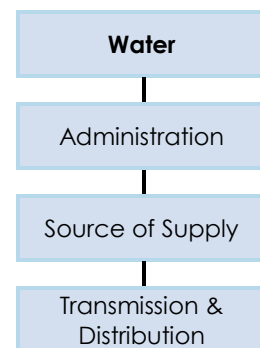 Water
Administration
Source of Supply
Transmission &
Distribution